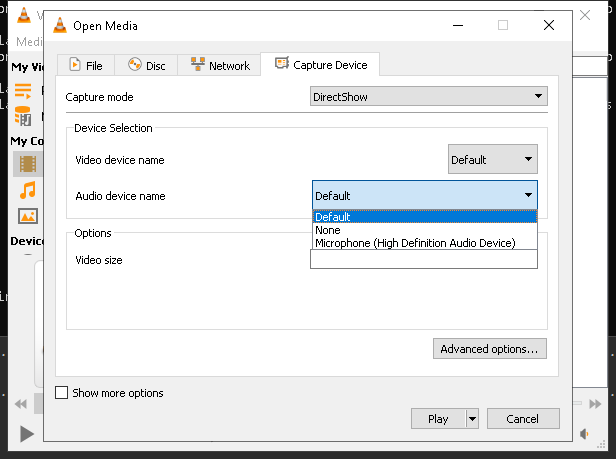 Open Media
Medi
File
Disc
Network
Capture Device
My Vi
Capture mode
DirectShow
Device Selection
My Co
Video device name
Default
Audio device name
Default
Default
None
Microphone (High Definition Audio Device)
Options
Device
Video size
Advanced options...
Show more options
Play
Cancel